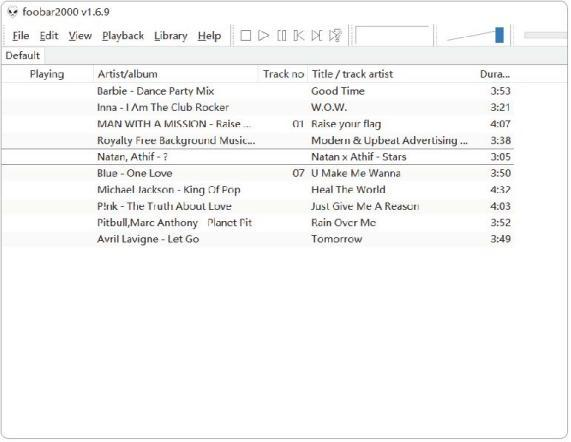 foobar2000 v1.6.9
File Edit View Playback Library Help
Default
Playing Artist/album Track no Title / track artist Dura...
Barbie - Dance Party Mix Good Time 3:53
Inna - I Am The Club Rocker W.O.W. 3:21
MAN WITH A MISSION - Raise ... 01 Raise your flag 4:07
Royalty Free Background Music... Modern & Upbeat Advertising ... 3:38
Natan, Athif - ? Natan x Athif - Stars 3:05
Blue - One Love 07 U Make Me Wanna 3:50
Michael Jackson - King Of Pop Heal The World 4:32
P!nk - The Truth About Love Just Give Me A Reason 4:03
Pitbull,Marc Anthony - Planet Pit Rain Over Me 3:52
Avril Lavigne - Let Go Tomorrow 3:49